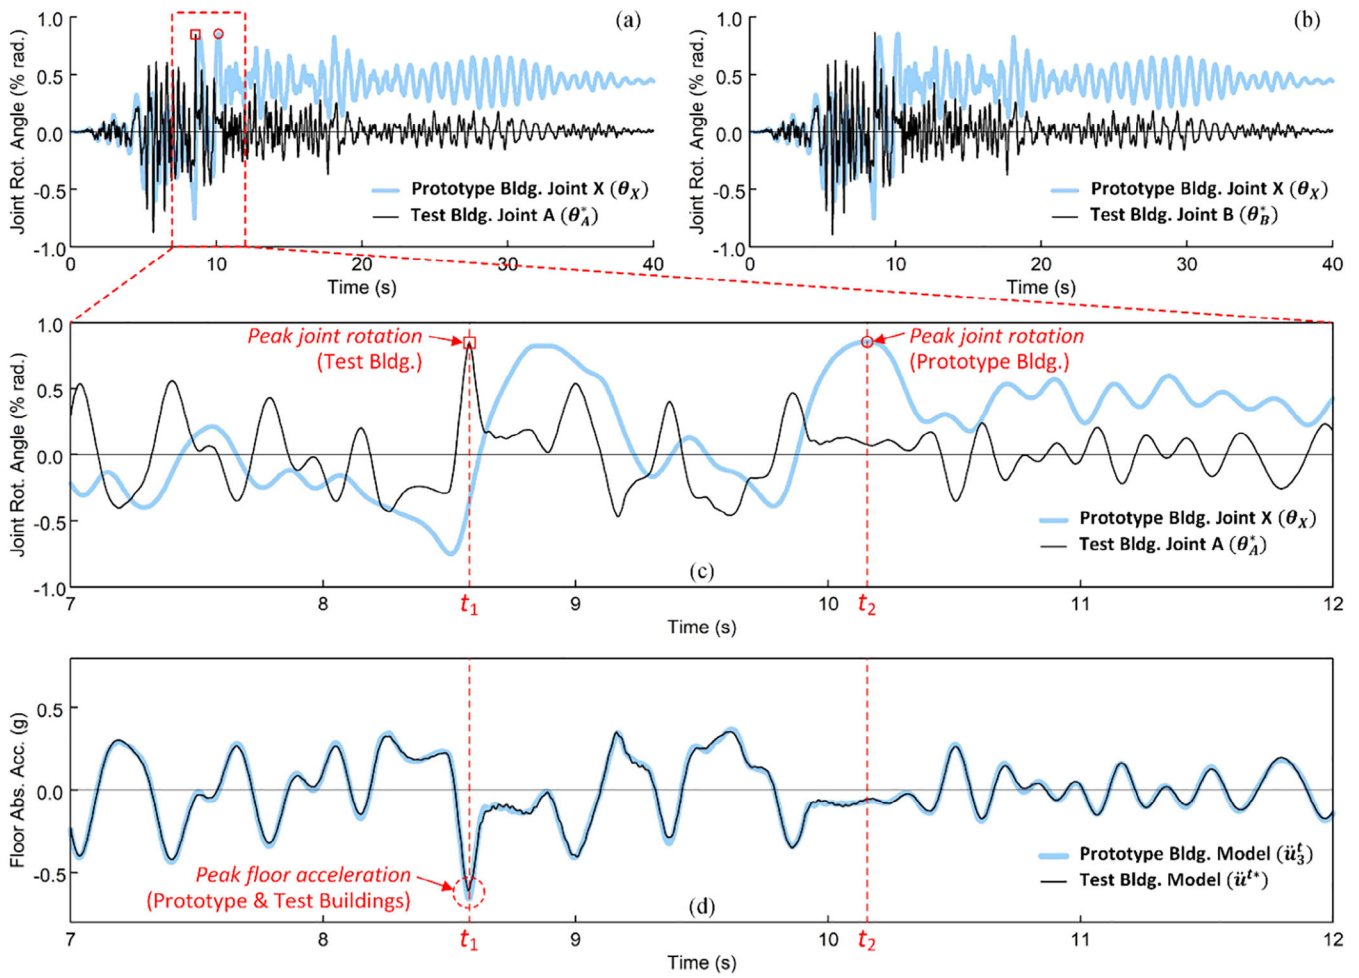 (a)
Joint Rot. Angle (% rad.)
1.0
0.5
0.0
-0.5
-1.0
Prototype Bldg. Joint X (θ_X)
Test Bldg. Joint A (θ*_A)
0 10 20 30 40
Time (s)
(b)
Joint Rot. Angle (% rad.)
1.0
0.5
0.0
-0.5
-1.0
Prototype Bldg. Joint X (θ_X)
Test Bldg. Joint B (θ*_B)
0 10 20 30 40
Time (s)
Joint Rot. Angle (% rad.)
1.0
0.5
0.0
-0.5
-1.0
Peak joint rotation
(Test Bldg.)
Peak joint rotation
(Prototype Bldg.)
Prototype Bldg. Joint X (θ_X)
Test Bldg. Joint A (θ*_A)
(c)
7 8 t₁ 9 10 t₂ 11 12
Time (s)
Floor Abs. Acc. (g)
0.5
0.0
-0.5
Peak floor acceleration
(Prototype & Test Buildings)
Prototype Bldg. Model (ü₃ᵗ)
Test Bldg. Model (üᵗ*)
(d)
7 8 t₁ 9 10 t₂ 11 12
Time (s)